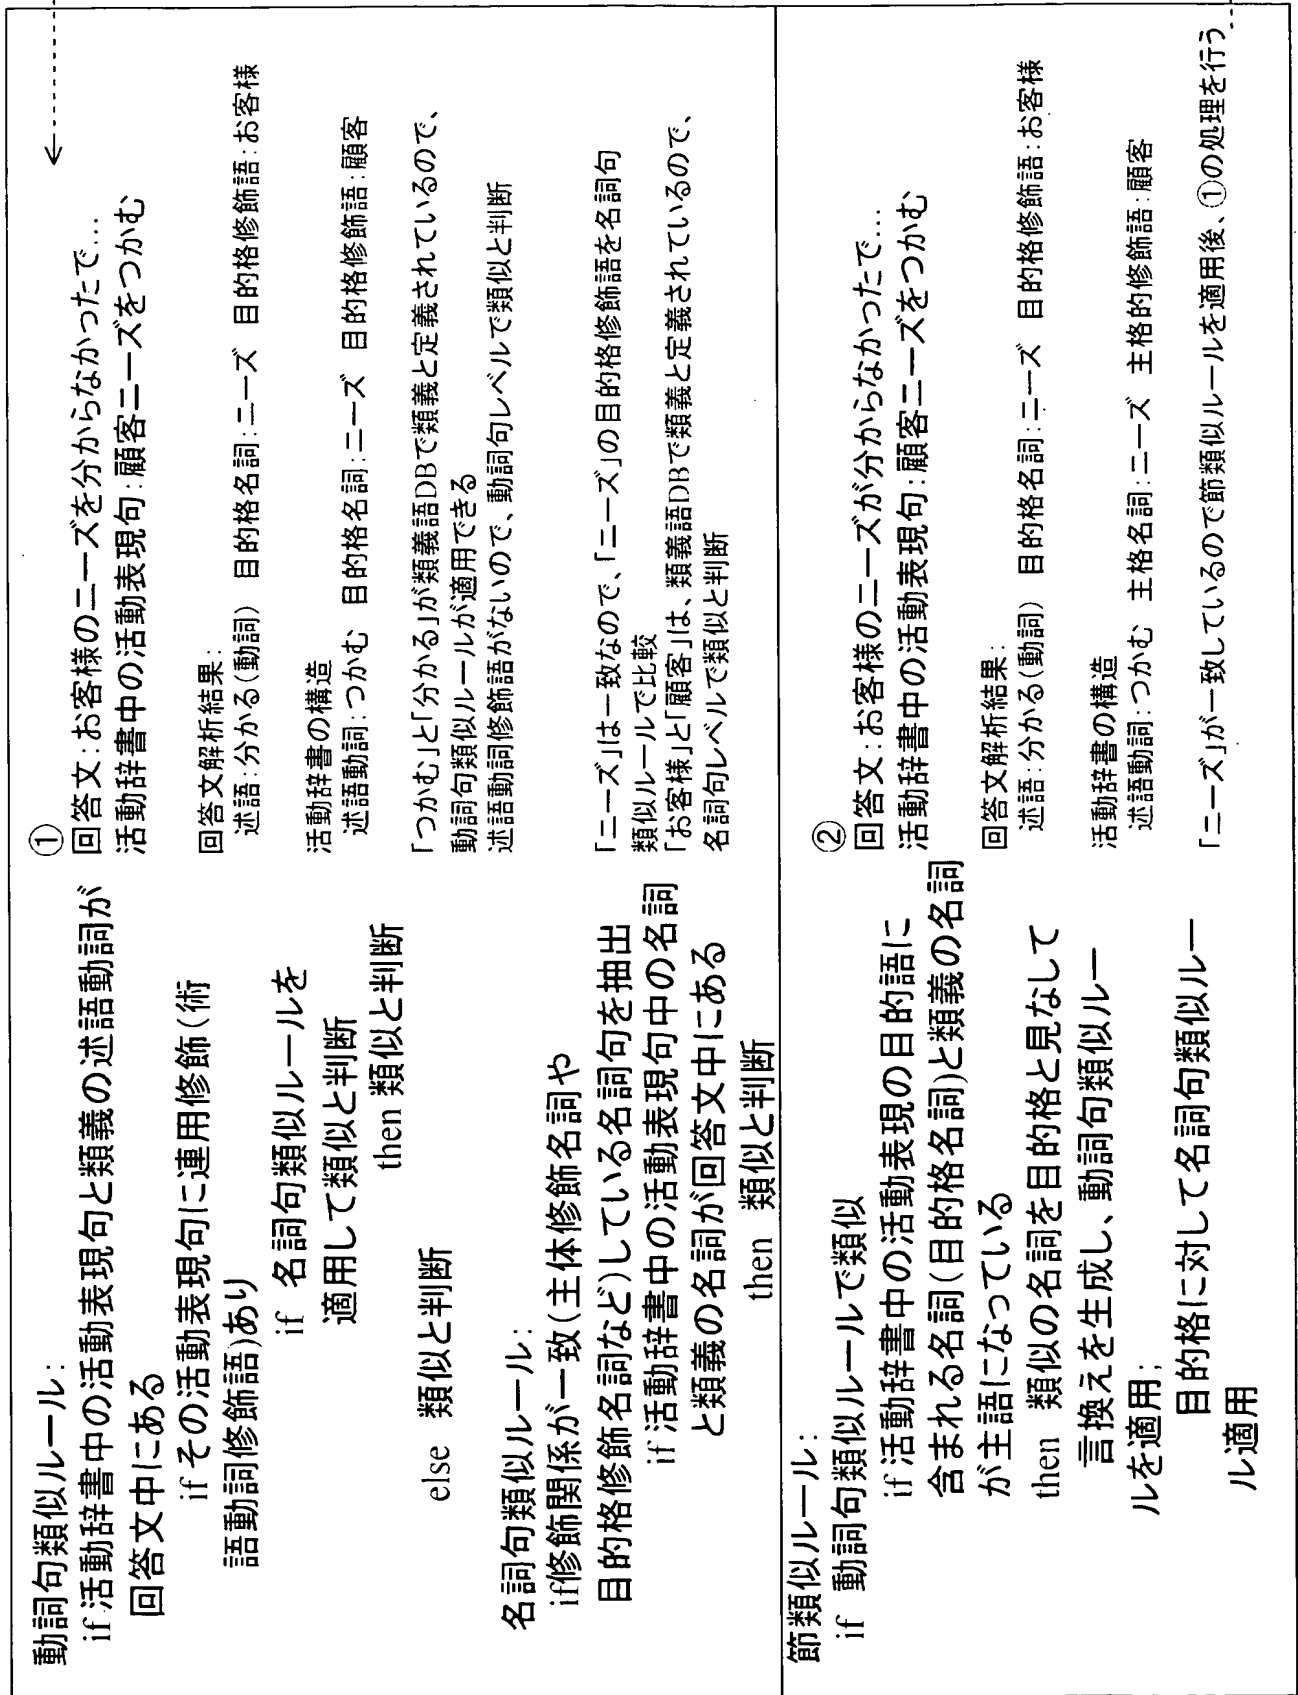 動詞句類似ルール:
if 活動辞書中の活動表現句と類義の述語動詞が
回答文中にある
if その活動表現句に連用修飾(術
語動詞修飾語)あり
if 名詞句類似ルールを
適用して類似と判断
then 類似と判断
else 類似と判断
名詞句類似ルール:
if修飾関係が一致(主体修飾名詞や
目的格修飾名詞など)している名詞句を抽出
if 活動辞書中の活動表現句中の名詞
と類義の名詞が回答文中にある
then 類似と判断
①
回答文:お客様のニーズを分からなかったで…
活動辞書中の活動表現句:顧客ニーズをつかむ
回答文解析結果:
述語:分かる(動詞) 目的格名詞:ニーズ 目的格修飾語:お客様
活動辞書の構造
述語動詞:つかむ 目的格名詞:ニーズ 目的格修飾語:顧客
「つかむ」と「分かる」が類義語DBで類義と定義されているので、
動詞句類似ルールが適用できる
述語動詞修飾語がないので、動詞句レベルで類似と判断
「ニーズ」は一致なので、「ニーズ」の目的格修飾語を名詞句
類似ルールで比較
「お客様」と「顧客」は、類義語DBで類義と定義されているので、
名詞句レベルで類似と判断
節類似ルール:
if 動詞句類似ルールで類似
if 活動辞書中の活動表現の目的語に
含まれる名詞(目的格名詞)と類義の名詞
が主語になっている
then 類似の名詞を目的格と見なして
言換えを生成し、動詞句類似ルー
ルを適用;
目的格に対して名詞句類似ルー
ル適用
②
回答文:お客様のニーズが分からなかったで…
活動辞書中の活動表現句:顧客ニーズをつかむ
回答文解析結果:
述語:分かる(動詞) 目的格名詞:ニーズ 目的格修飾語:お客様
活動辞書の構造
述語動詞:つかむ 主格名詞:ニーズ 主格的修飾語:顧客
「ニーズ」が一致しているので節類似ルールを適用後、①の処理を行う